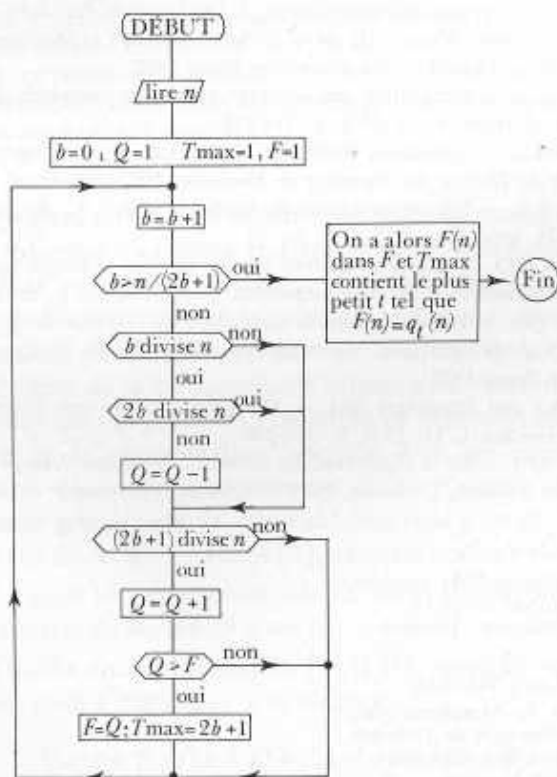 DÉBUT
lire n
b=0, Q=1 Tmax=1, F=1
b=b+1
b>n/(2b+1)
oui
On a alors F(n)
dans F et Tmax
contient le plus
petit t tel que
F(n)=qt(n)
Fin
non
b divise n
non
oui
2b divise n
oui
non
Q=Q-1
(2b+1) divise n
non
oui
Q=Q+1
Q>F
non
oui
F=Q; Tmax=2b+1